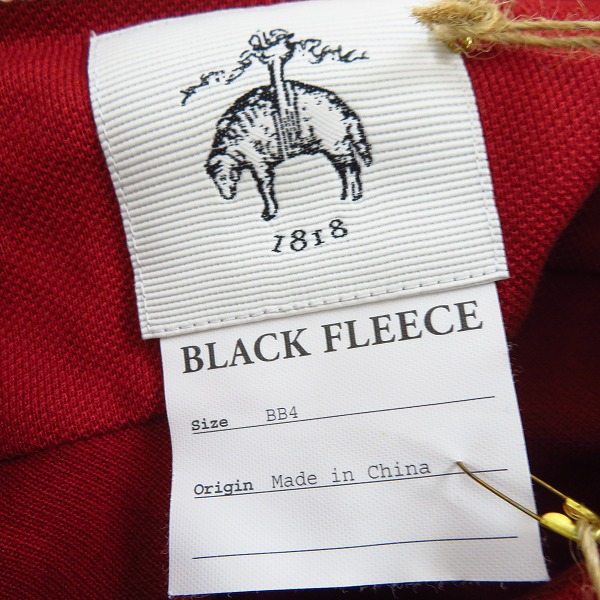 1818
BLACK FLEECE
Size BB4
Origin Made in China